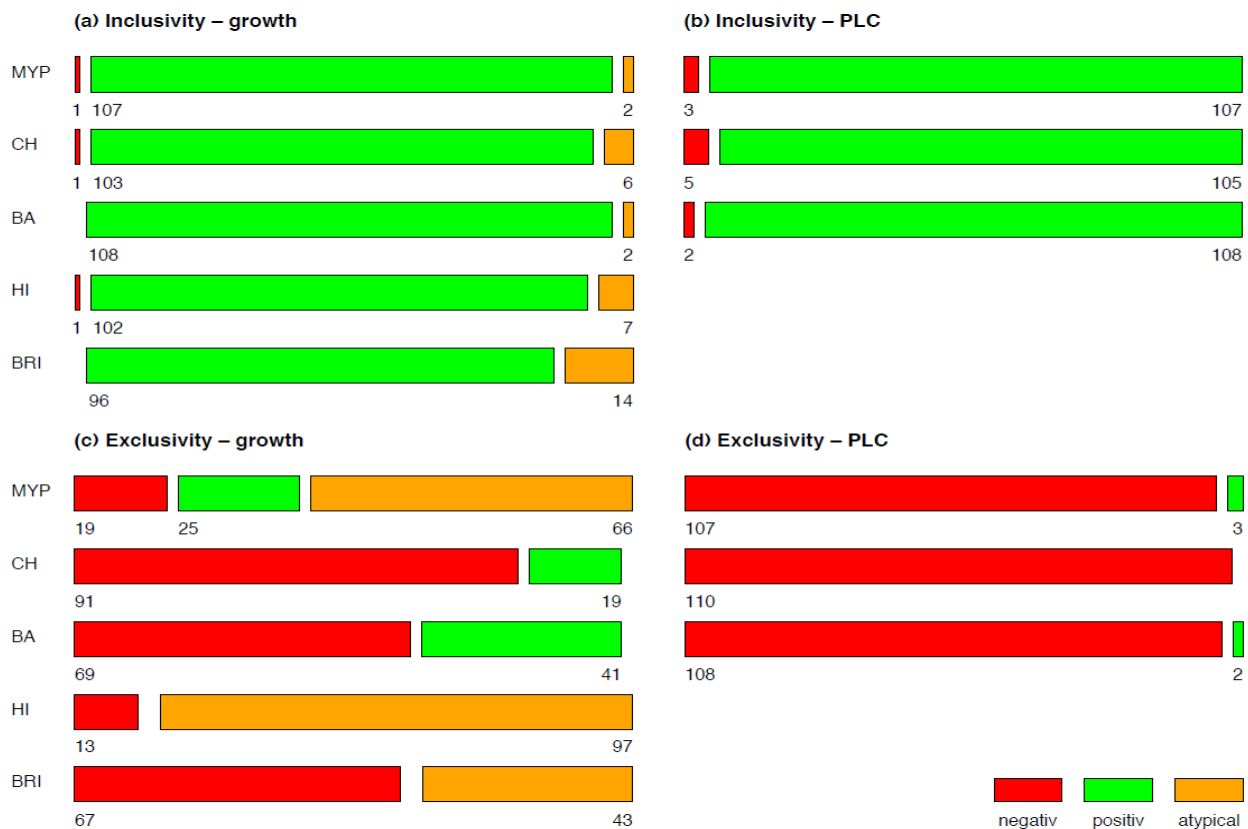 (a) Inclusivity – growth
(b) Inclusivity – PLC
MYP
1 107 2
3 107
CH
1 103 6
5 105
BA
108 2
2 108
HI
1 102 7
BRI
96 14
(c) Exclusivity – growth
(d) Exclusivity – PLC
MYP
19 25 66
107 3
CH
91 19
110
BA
69 41
108 2
HI
13 97
BRI
67 43
negativ positiv atypical